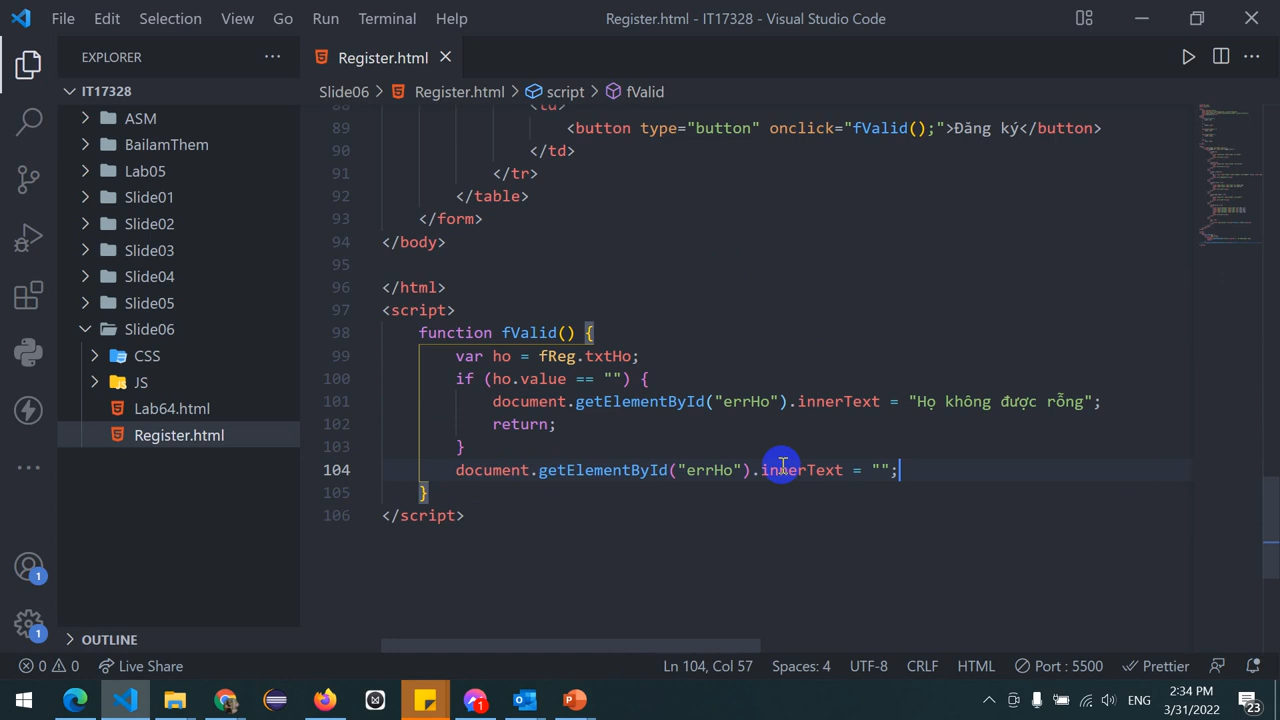 File Edit Selection View Go Run Terminal Help Register.html - IT17328 - Visual Studio Code
EXPLORER
IT17328
ASM
BailamThem
Lab05
Slide01
Slide02
Slide03
Slide04
Slide05
Slide06
CSS
JS
Lab64.html
Register.html
OUTLINE
Register.html
Slide06 > Register.html > script > fValid
88 <td>
89 <button type="button" onclick="fValid();">Đăng ký</button>
90 </td>
91 </tr>
92 </table>
93 </form>
94 </body>
95
96 </html>
97 <script>
98 function fValid() {
99 var ho = fReg.txtHo;
100 if (ho.value == "") {
101 document.getElementById("errHo").innerText = "Họ không được rỗng";
102 return;
103 }
104 document.getElementById("errHo").innerText = "";
105 }
106 </script>
1
1
0 0 Live Share Ln 104, Col 57 Spaces: 4 UTF-8 CRLF HTML Port : 5500 Prettier
1
ENG
2:34 PM
3/31/2022
23